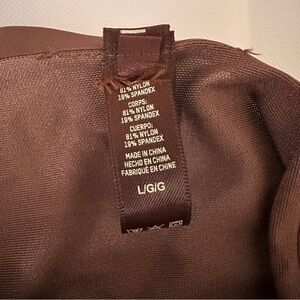 81% NYLON
19% SPANDEX
CORPS:
81% NYLON
19% SPANDEX
CUERPO:
81% NYLON
19% SPANDEX
MADE IN CHINA
HECHO EN CHINA
FABRIQUÉ EN CHINE
L/G/G